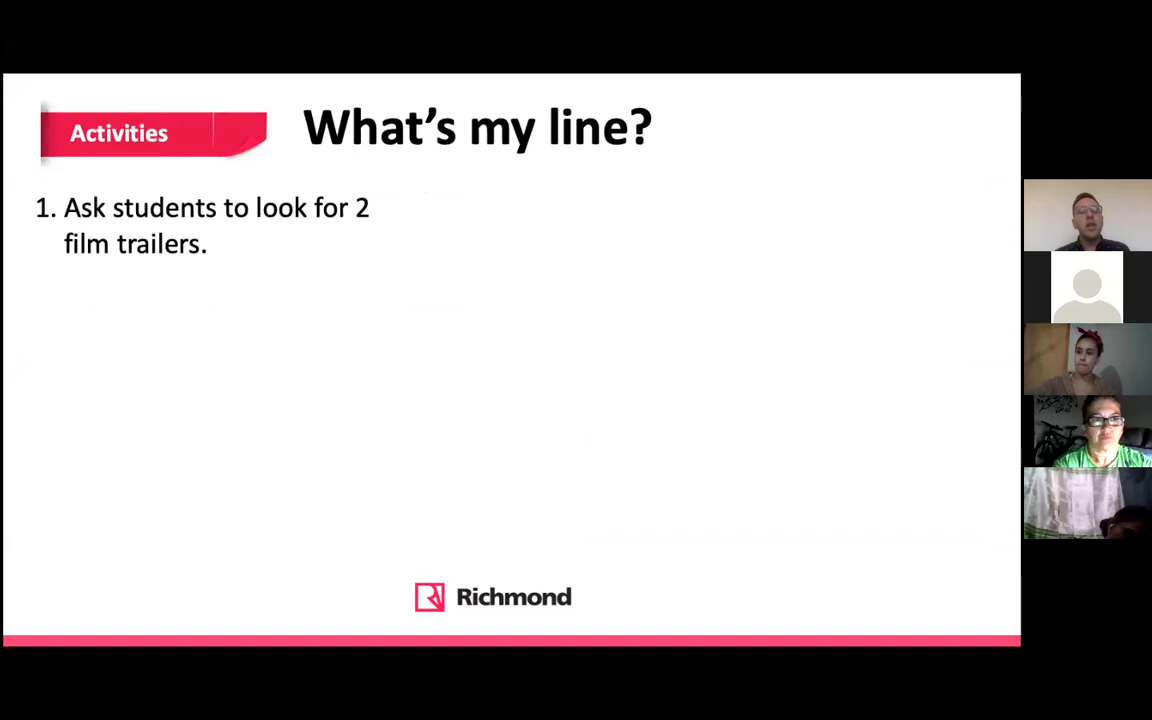 Activities
What's my line?
1. Ask students to look for 2
film trailers.
Richmond